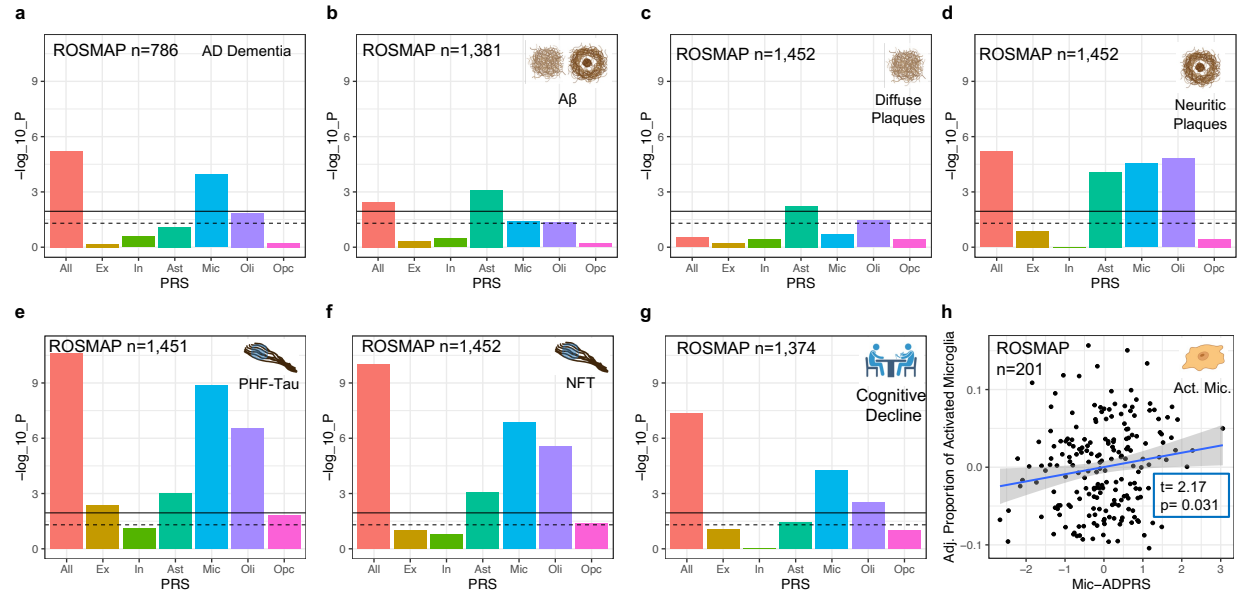 a
ROSMAP n=786
AD Dementia
−log_10_P
9
6
3
0
All Ex In Ast Mic Oli Opc
PRS
b
ROSMAP n=1,381
Aβ
−log_10_P
9
6
3
0
All Ex In Ast Mic Oli Opc
PRS
c
ROSMAP n=1,452
Diffuse
Plaques
−log_10_P
9
6
3
0
All Ex In Ast Mic Oli Opc
PRS
d
ROSMAP n=1,452
Neuritic
Plaques
−log_10_P
9
6
3
0
All Ex In Ast Mic Oli Opc
PRS
e
ROSMAP n=1,451
PHF-Tau
−log_10_P
9
6
3
0
All Ex In Ast Mic Oli Opc
PRS
f
ROSMAP n=1,452
NFT
−log_10_P
9
6
3
0
All Ex In Ast Mic Oli Opc
PRS
g
ROSMAP n=1,374
Cognitive
Decline
−log_10_P
9
6
3
0
All Ex In Ast Mic Oli Opc
PRS
h
ROSMAP
n=201
Act. Mic.
Adj. Proportion of Activated Microglia
0.1
0.0
−0.1
t= 2.17
p= 0.031
−2 −1 0 1 2 3
Mic−ADPRS